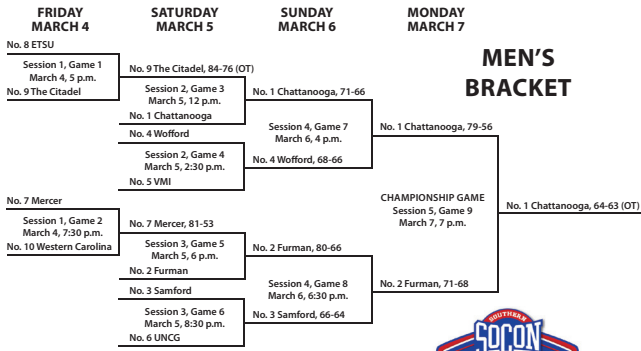 FRIDAY
MARCH 4
SATURDAY
MARCH 5
SUNDAY
MARCH 6
MONDAY
MARCH 7
MEN'S
BRACKET
No. 8 ETSU
Session 1, Game 1
March 4, 5 p.m.
No. 9 The Citadel
No. 9 The Citadel, 84-76 (OT)
Session 2, Game 3
March 5, 12 p.m.
No. 1 Chattanooga
No. 1 Chattanooga, 71-66
No. 4 Wofford
Session 2, Game 4
March 5, 2:30 p.m.
No. 5 VMI
Session 4, Game 7
March 6, 4 p.m.
No. 4 Wofford, 68-66
No. 1 Chattanooga, 79-56
No. 7 Mercer
Session 1, Game 2
March 4, 7:30 p.m.
No. 10 Western Carolina
No. 7 Mercer, 81-53
Session 3, Game 5
March 5, 6 p.m.
No. 2 Furman
No. 2 Furman, 80-66
No. 3 Samford
Session 3, Game 6
March 5, 8:30 p.m.
No. 6 UNCG
Session 4, Game 8
March 6, 6:30 p.m.
No. 3 Samford, 66-64
No. 2 Furman, 71-68
CHAMPIONSHIP GAME
Session 5, Game 9
March 7, 7 p.m.
No. 1 Chattanooga, 64-63 (OT)
SOUTHERN
SOCON